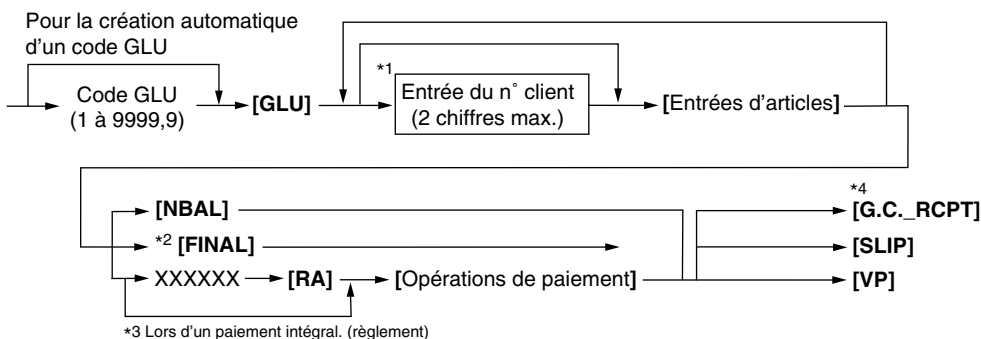 Pour la création automatique
d'un code GLU
Code GLU
(1 à 9999,9)
[GLU]
*1
Entrée du n° client
(2 chiffres max.)
[Entrées d'articles]
[NBAL]
*2 [FINAL]
XXXXXX
[RA]
[Opérations de paiement]
*4
[G.C._RCPT]
[SLIP]
[VP]
*3 Lors d'un paiement intégral. (règlement)